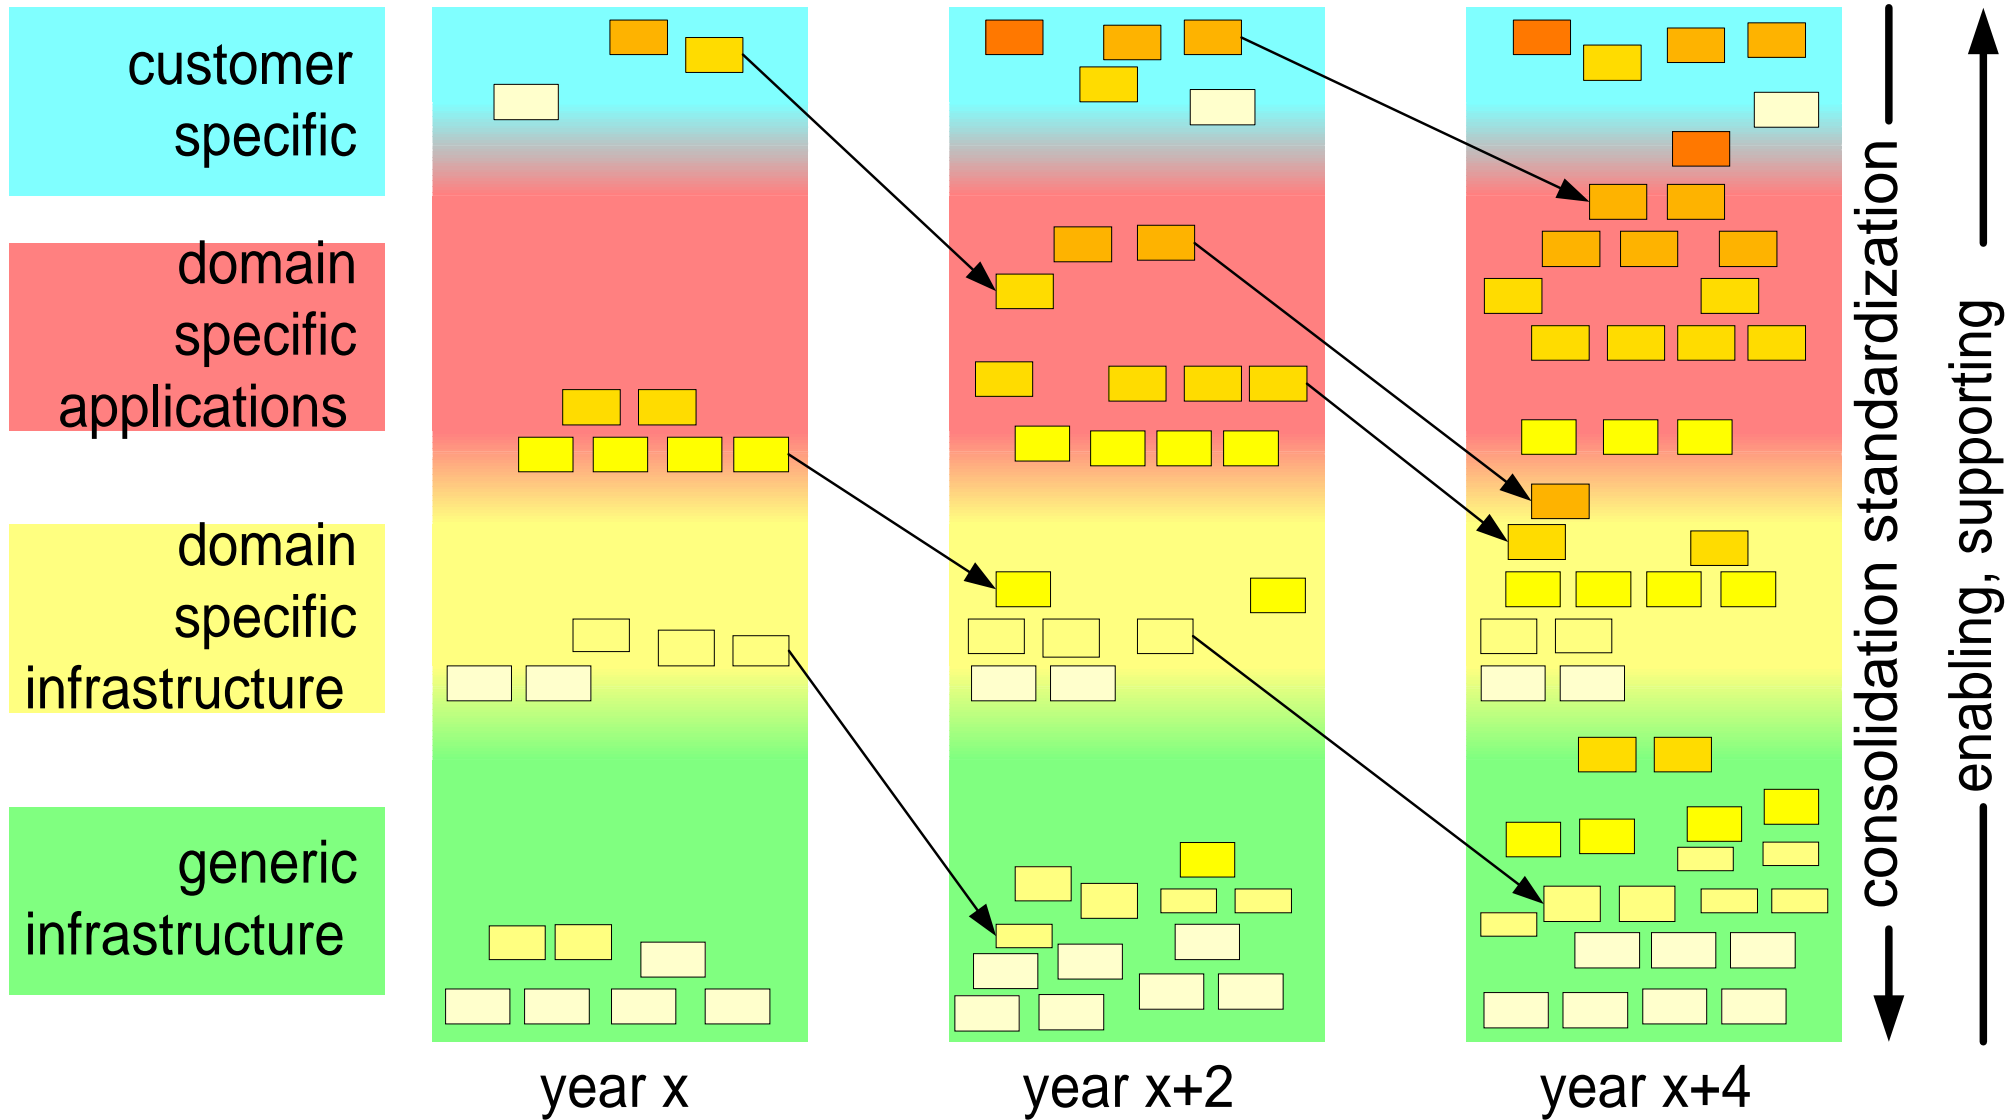 customer
specific
domain
specific
applications
domain
specific
infrastructure
generic
infrastructure
year x
year x+2
year x+4
consolidation standardization
enabling, supporting